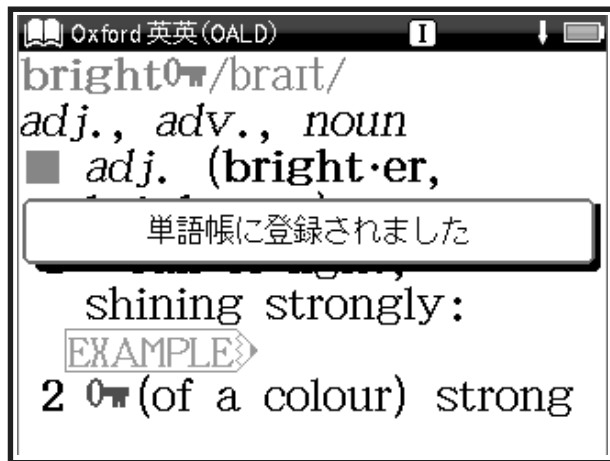 Oxford 英英(OALD) I
bright /braɪt/
adj., adv., noun
adj. (bright·er,
単語帳に登録されました
shining strongly:
EXAMPLE
2 (of a colour) strong